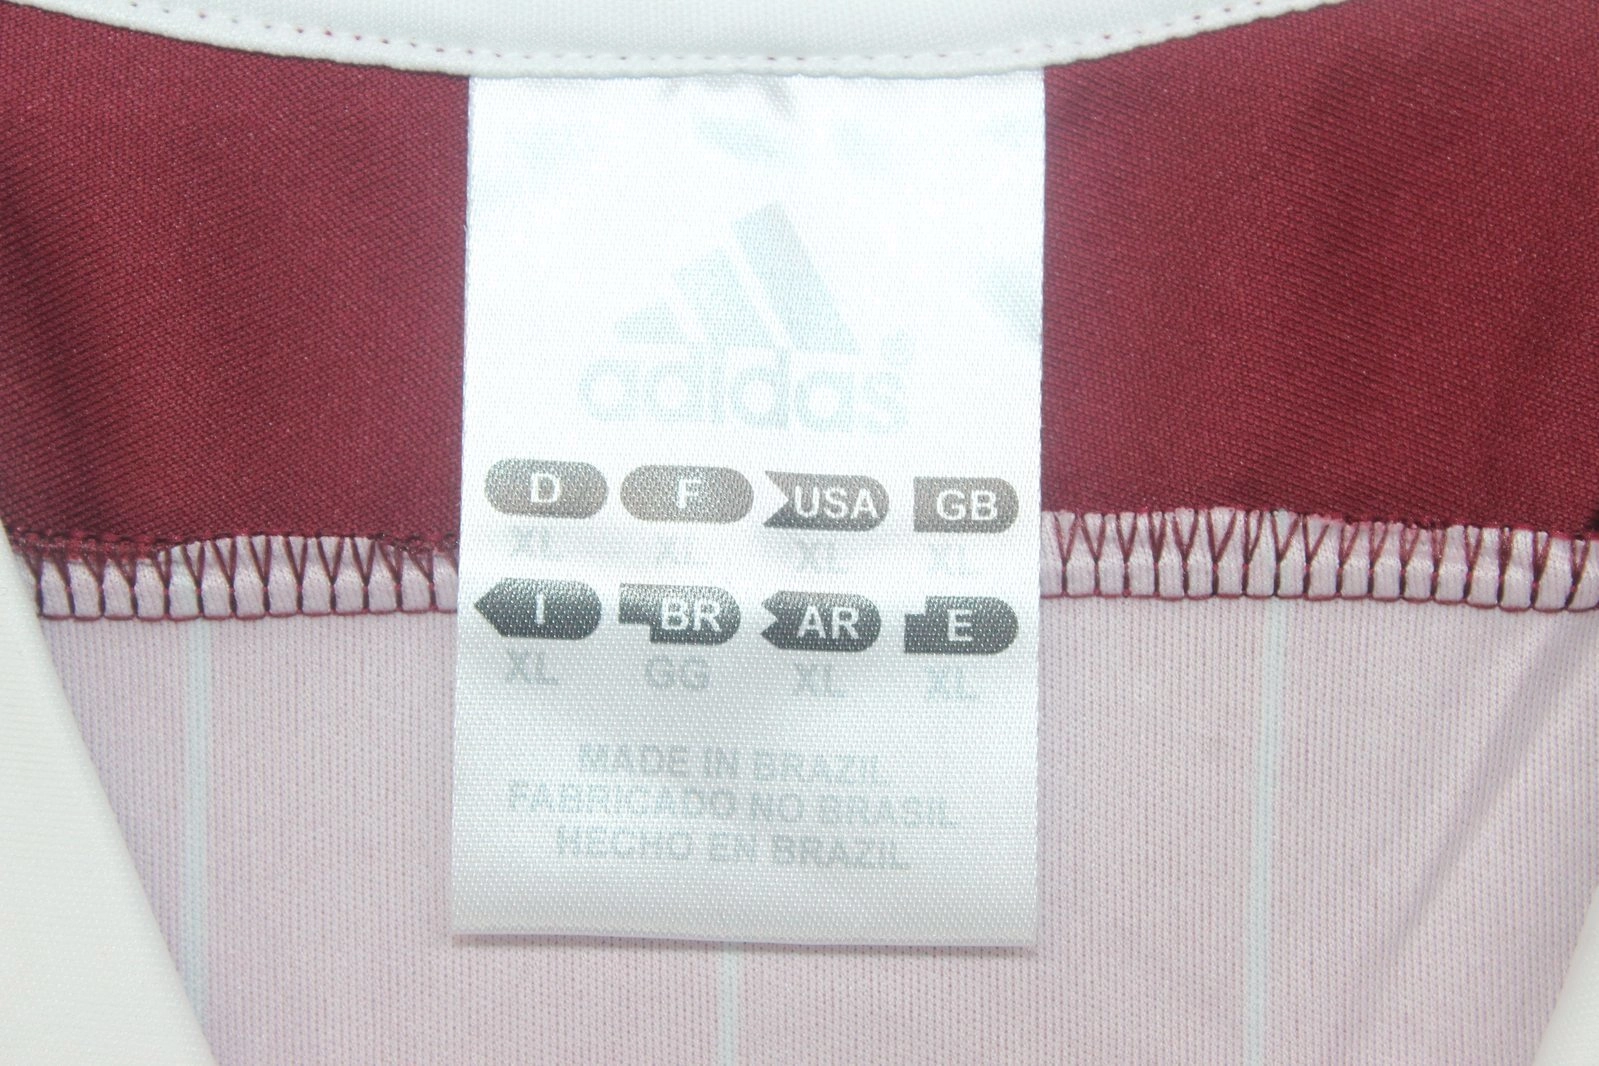 adidas®
D F USA GB
XL XL XL XL
I BR AR E
XL GG XL XL
MADE IN BRAZIL
FABRICADO NO BRASIL
HECHO EN BRAZIL